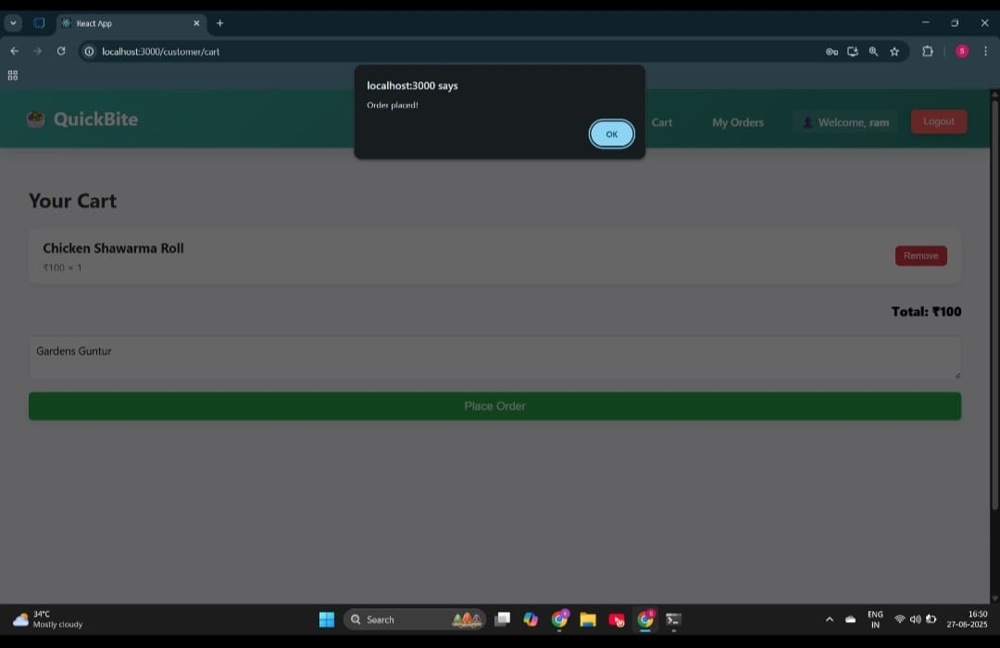 React App
localhost:3000/customer/cart
S
localhost:3000 says
Order placed!
OK
QuickBite
Cart
My Orders
Welcome, ram
Logout
Your Cart
Chicken Shawarma Roll
₹100 × 1
Remove
Total: ₹100
Gardens Guntur
Place Order
34°C
Mostly cloudy
Search
ENG
IN
16:50
27-06-2025